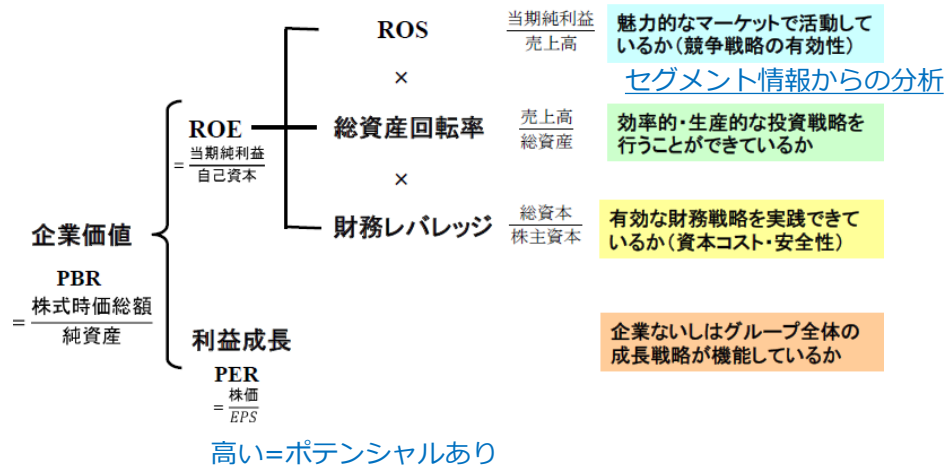 ROS
当期純利益
売上高
魅力的なマーケットで活動して
いるか(競争戦略の有効性)
セグメント情報からの分析
×
ROE
=当期純利益
自己資本
総資産回転率
売上高
総資産
効率的・生産的な投資戦略を
行うことができているか
×
財務レバレッジ
総資本
株主資本
有効な財務戦略を実践できて
いるか(資本コスト・安全性)
企業価値
PBR
=株式時価総額
純資産
利益成長
PER
=株価
EPS
企業ないしはグループ全体の
成長戦略が機能しているか
高い=ポテンシャルあり